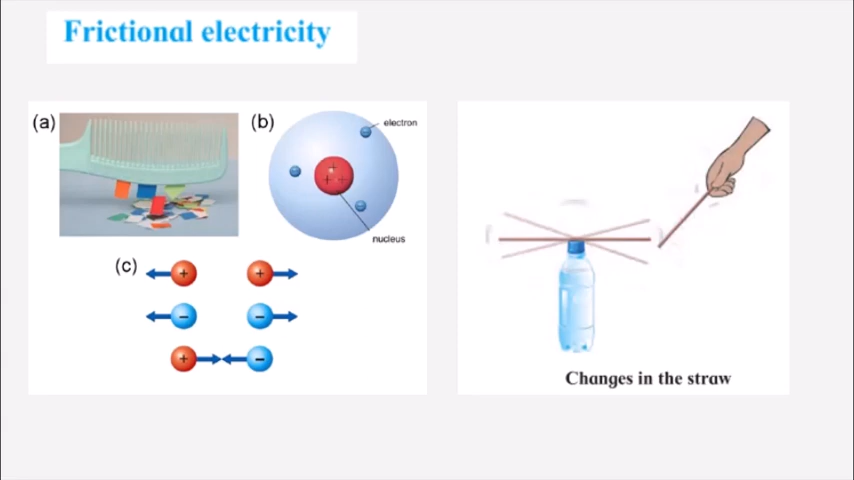 Frictional electricity
(a)
(b)
electron
nucleus
(c)
Changes in the straw